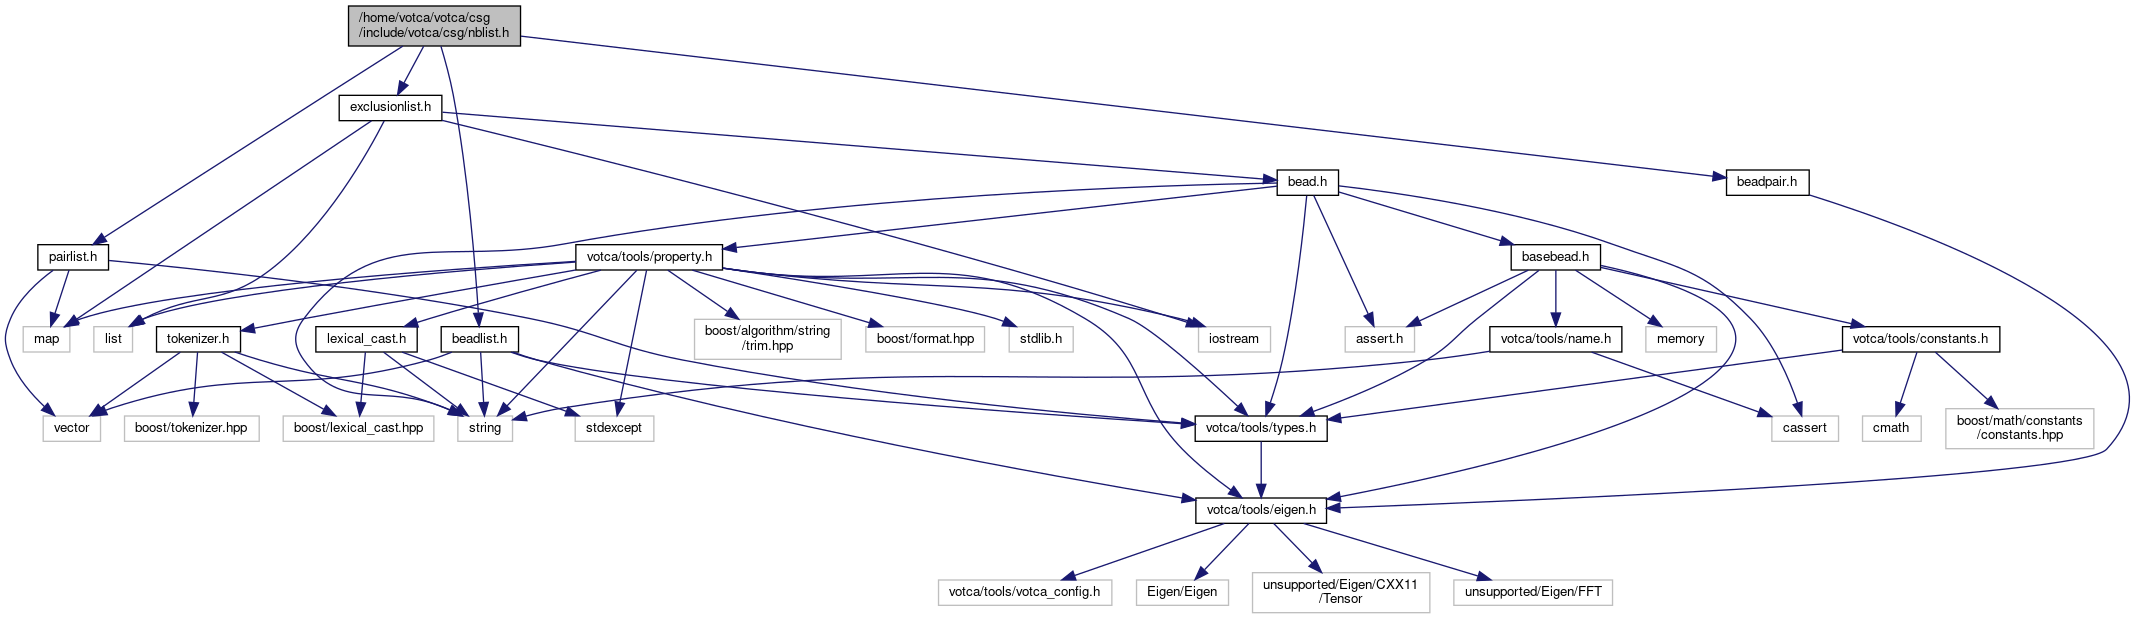 /home/votca/votca/csg
/include/votca/csg/nblist.h
exclusionlist.h
bead.h
beadpair.h
pairlist.h
votca/tools/property.h
basebead.h
map
list
tokenizer.h
lexical_cast.h
beadlist.h
boost/algorithm/string
/trim.hpp
boost/format.hpp
stdlib.h
iostream
assert.h
votca/tools/name.h
memory
votca/tools/constants.h
vector
boost/tokenizer.hpp
boost/lexical_cast.hpp
string
stdexcept
votca/tools/types.h
cassert
cmath
boost/math/constants
/constants.hpp
votca/tools/eigen.h
votca/tools/votca_config.h
Eigen/Eigen
unsupported/Eigen/CXX11
/Tensor
unsupported/Eigen/FFT